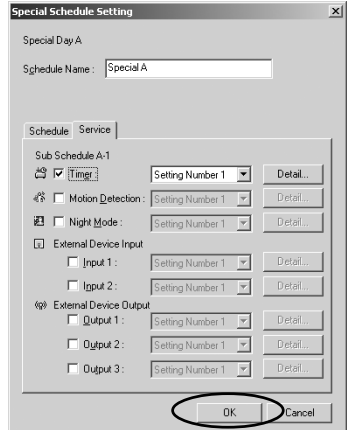 Special Schedule Setting
Special Day A
Schedule Name : Special A
Schedule Service
Sub Schedule A-1
Timer : Setting Number 1 Detail...
Motion Detection : Setting Number 1 Detail...
Night Mode : Setting Number 1 Detail...
External Device Input
Input 1 : Setting Number 1 Detail...
Input 2 : Setting Number 1 Detail...
External Device Output
Output 1 : Setting Number 1 Detail...
Output 2 : Setting Number 1 Detail...
Output 3 : Setting Number 1 Detail...
OK Cancel